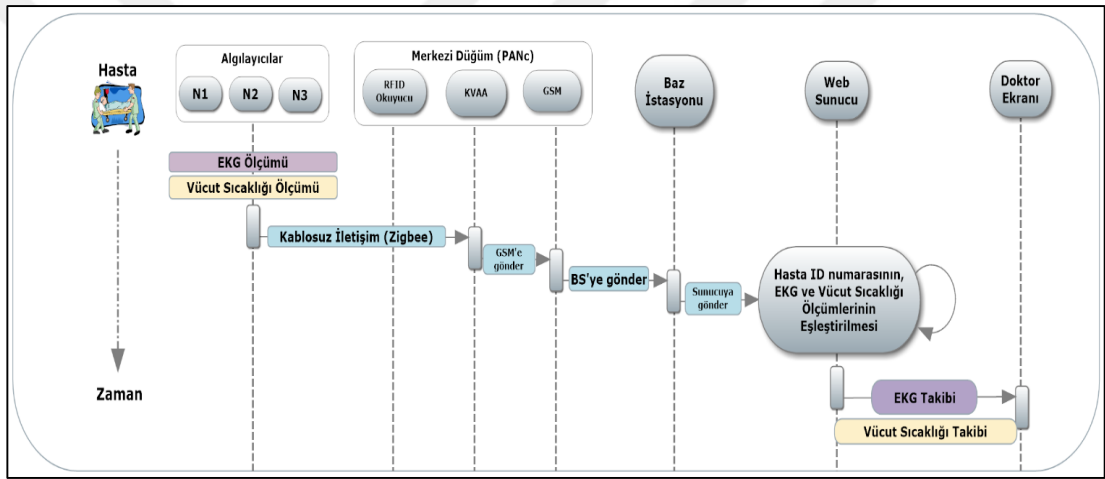 Hasta
Algılayıcılar
N1
N2
N3
Merkezi Düğüm (PANc)
RFID
Okuyucu
KVAA
GSM
Baz
İstasyonu
Web
Sunucu
Doktor
Ekranı
EKG Ölçümü
Vücut Sıcaklığı Ölçümü
Kablosuz İletişim (Zigbee)
GSM'e
gönder
BS'ye gönder
Sunucuya
gönder
Hasta ID numarasının,
EKG ve Vücut Sıcaklığı
Ölçümlerinin
Eşleştirilmesi
Zaman
EKG Takibi
Vücut Sıcaklığı Takibi